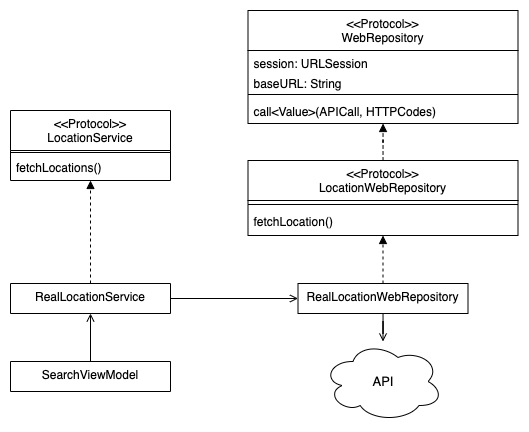 <<Protocol>>
WebRepository
session: URLSession
baseURL: String
call<Value>(APICall, HTTPCodes)
<<Protocol>>
LocationService
fetchLocations()
<<Protocol>>
LocationWebRepository
fetchLocation()
RealLocationService
RealLocationWebRepository
SearchViewModel
API